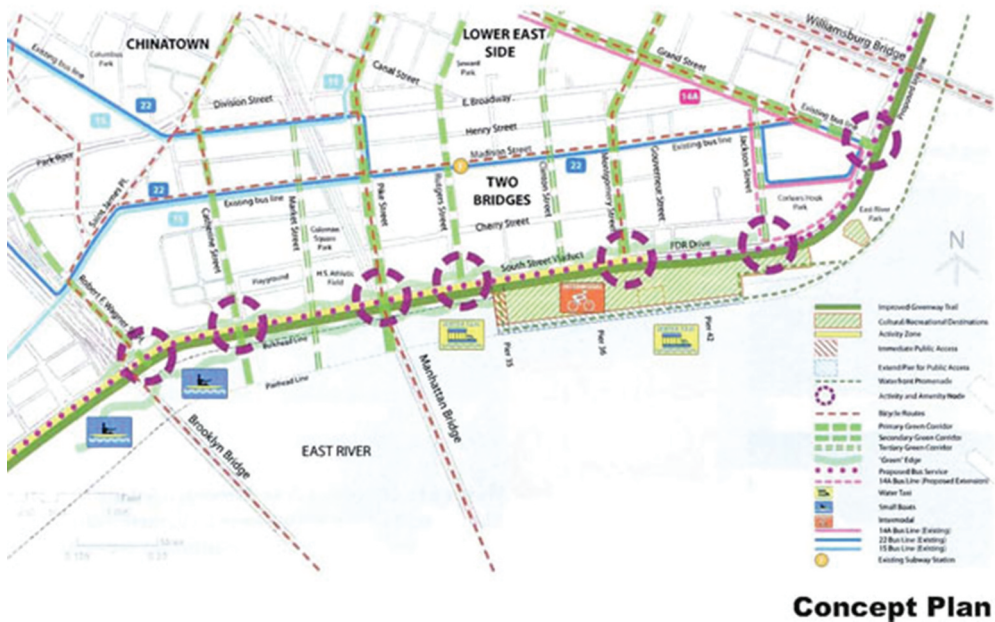 CHINATOWN
LOWER EAST
SIDE
Williamsburg Bridge
Existing bus line
Columbus
Park
Seward
Park
Canal Street
Grand Street
15
22
14A
15
Division Street
E. Broadway
Existing bus line
Henry Street
Park Row
Madison Street
Existing bus line
22
22
15
Saint James Pl.
Existing bus line
TWO
BRIDGES
Catherine Street
Market Street
Pike Street
Rutgers Street
Clinton Street
Montgomery Street
Gouverneur Street
Jackson Street
Coleman
Square
Park
Cherry Street
Corlears Hook
Park
East River
Park
N
FDR Drive
South Street Viaduct
Playground
H S Athletic
Field
Robert F. Wagner
Bulkhead Line
Pierhead Line
Pier 35
Pier 36
Pier 42
Manhattan Bridge
Brooklyn Bridge
EAST RIVER
Improved Greenway Trail
Cultural/Recreational Destinations
Activity Zone
Immediate Public Access
Extend Pier for Public Access
Waterfront Promenade
Activity and Amenity Node
Bicycle Routes
Primary Green Corridor
Secondary Green Corridor
Tertiary Green Corridor
'Green' Edge
Proposed Bus Service
14A Bus Line (Proposed Extension)
Water Taxi
Small Boats
Intermodal
14A Bus Line (Existing)
22 Bus Line (Existing)
15 Bus Line (Existing)
Existing Subway Station
Concept Plan